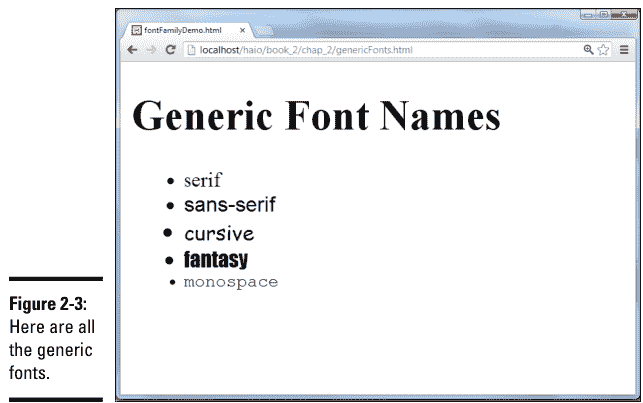 fontFamilyDemo.html
localhost/haio/book_2/chap_2/genericFonts.html
Generic Font Names
• serif
• sans-serif
• cursive
• fantasy
• monospace
Figure 2-3:
Here are all
the generic
fonts.